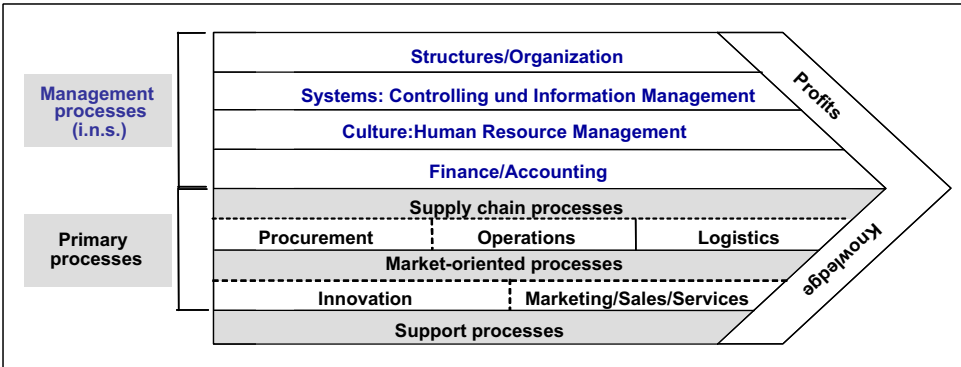 Structures/Organization
Management
processes
(i.n.s.)
Systems: Controlling und Information Management
Culture:Human Resource Management
Finance/Accounting
Profits
Primary
processes
Supply chain processes
Procurement
Operations
Logistics
Market-oriented processes
Innovation
Marketing/Sales/Services
Support processes
Knowledge